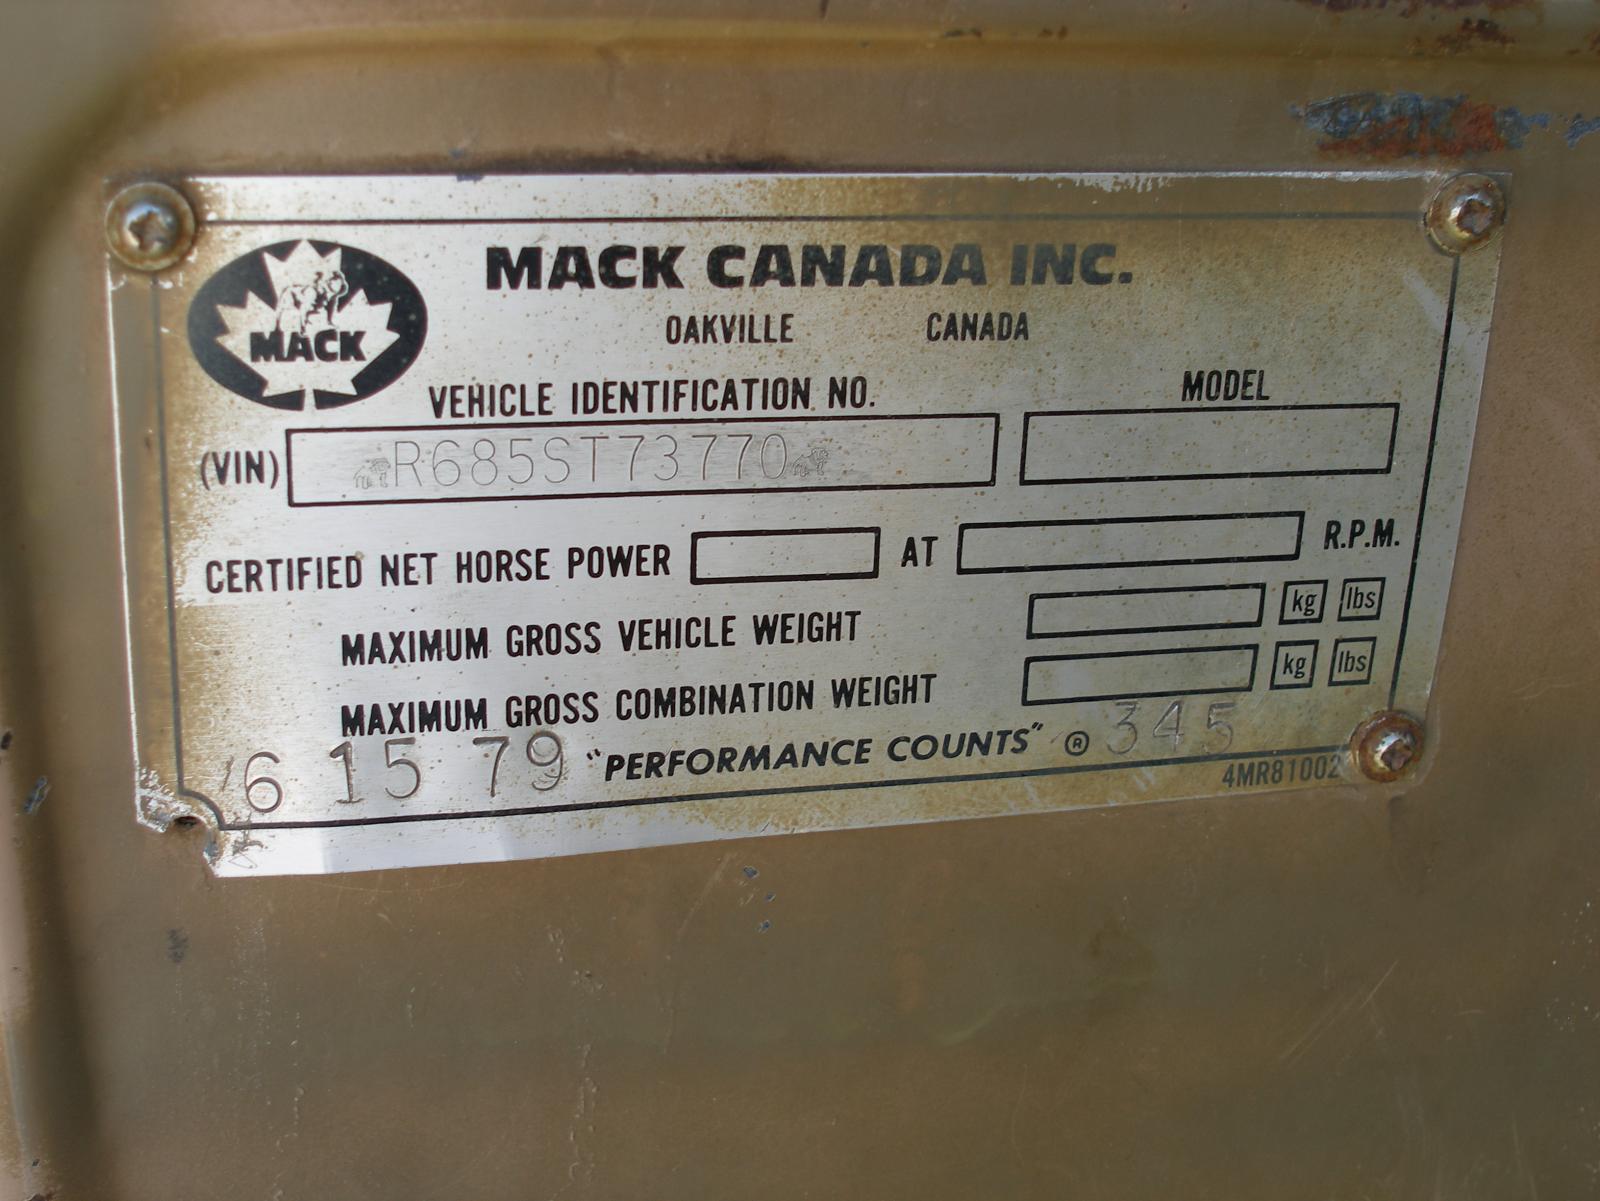 MACK CANADA INC.
MACK
OAKVILLE CANADA
VEHICLE IDENTIFICATION NO. MODEL
(VIN) R685ST73770
CERTIFIED NET HORSE POWER AT R.P.M.
MAXIMUM GROSS VEHICLE WEIGHT kg lbs
MAXIMUM GROSS COMBINATION WEIGHT kg lbs
6 15 79 "PERFORMANCE COUNTS" ® 345
4MR81002